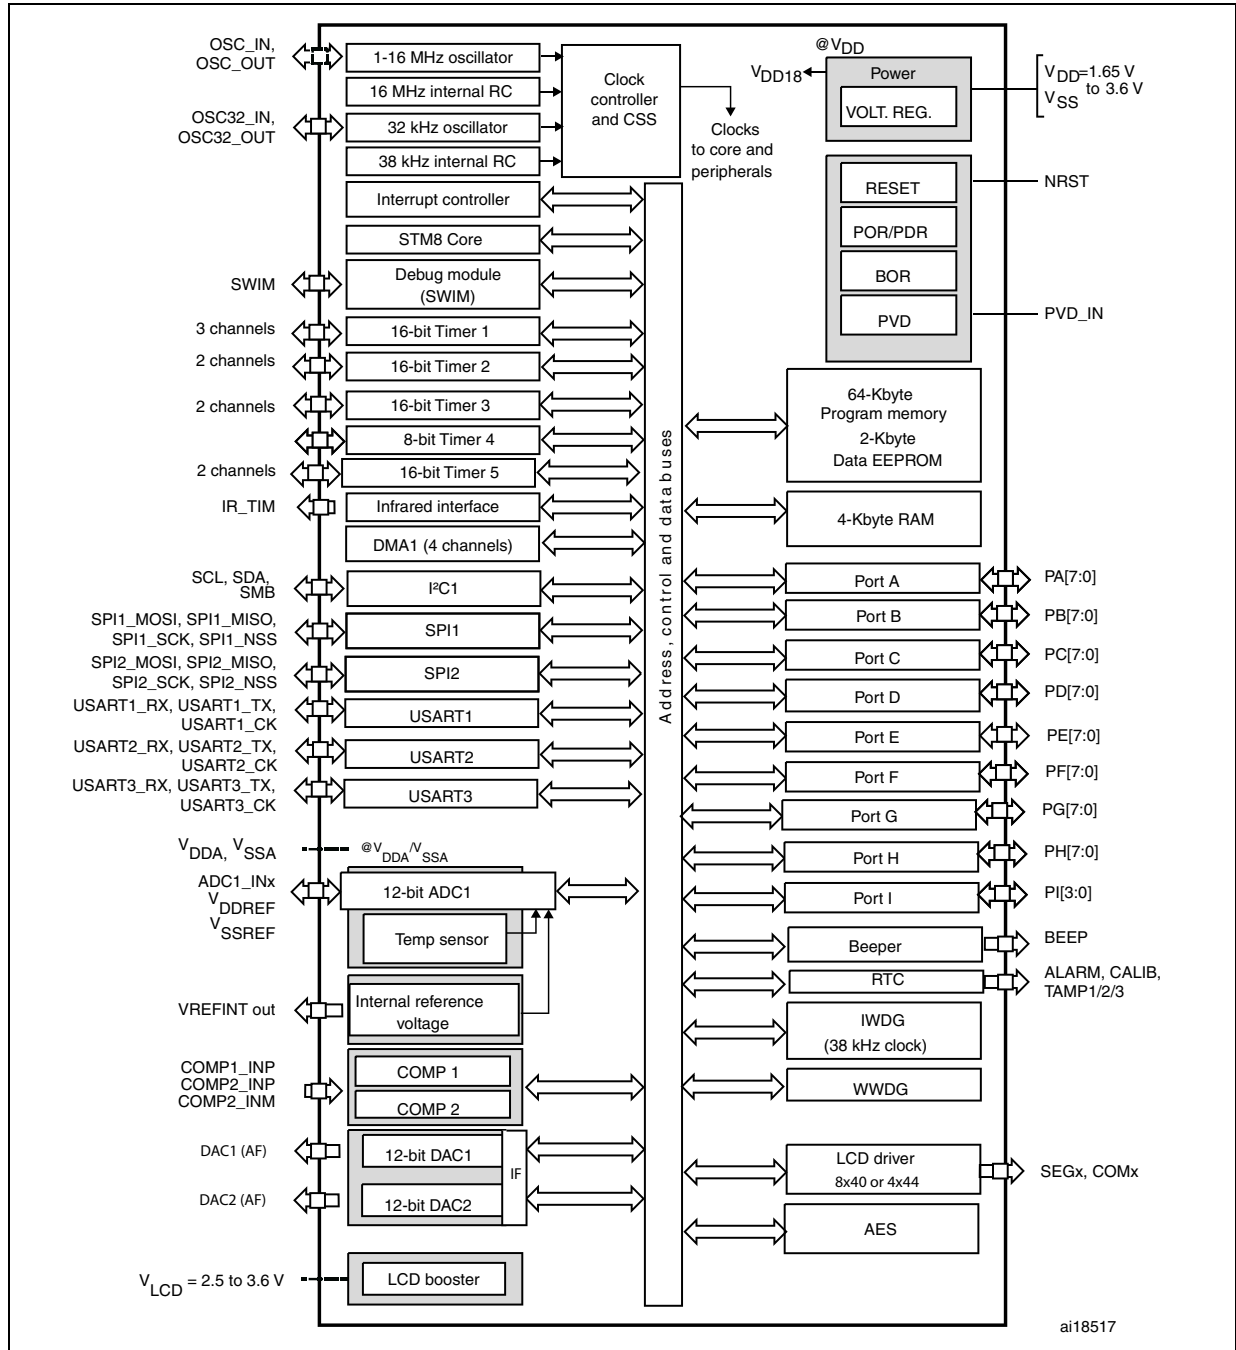 OSC_IN,
OSC_OUT
1-16 MHz oscillator
16 MHz internal RC
OSC32_IN,
OSC32_OUT
32 kHz oscillator
38 kHz internal RC
Clock
controller
and CSS
Clocks
to core and
peripherals
@VDD
VDD18
Power
VOLT. REG.
VDD=1.65 V
to 3.6 V
VSS
RESET
NRST
POR/PDR
BOR
PVD
PVD_IN
Interrupt controller
STM8 Core
SWIM
Debug module
(SWIM)
3 channels
16-bit Timer 1
2 channels
16-bit Timer 2
2 channels
16-bit Timer 3
8-bit Timer 4
2 channels
16-bit Timer 5
IR_TIM
Infrared interface
DMA1 (4 channels)
SCL, SDA,
SMB
I²C1
SPI1_MOSI, SPI1_MISO,
SPI1_SCK, SPI1_NSS
SPI1
SPI2_MOSI, SPI2_MISO,
SPI2_SCK, SPI2_NSS
SPI2
USART1_RX, USART1_TX,
USART1_CK
USART1
USART2_RX, USART2_TX,
USART2_CK
USART2
USART3_RX, USART3_TX,
USART3_CK
USART3
VDDA, VSSA
@VDDA/VSSA
ADC1_INx
VDDREF
VSSREF
12-bit ADC1
Temp sensor
VREFINT out
Internal reference
voltage
COMP1_INP
COMP2_INP
COMP2_INM
COMP 1
COMP 2
DAC1 (AF)
12-bit DAC1
IF
DAC2 (AF)
12-bit DAC2
VLCD = 2.5 to 3.6 V
LCD booster
Address, control and data buses
64-Kbyte
Program memory
2-Kbyte
Data EEPROM
4-Kbyte RAM
Port A
PA[7:0]
Port B
PB[7:0]
Port C
PC[7:0]
Port D
PD[7:0]
Port E
PE[7:0]
Port F
PF[7:0]
Port G
PG[7:0]
Port H
PH[7:0]
Port I
PI[3:0]
Beeper
BEEP
RTC
ALARM, CALIB,
TAMP1/2/3
IWDG
(38 kHz clock)
WWDG
LCD driver
8x40 or 4x44
SEGx, COMx
AES
ai18517